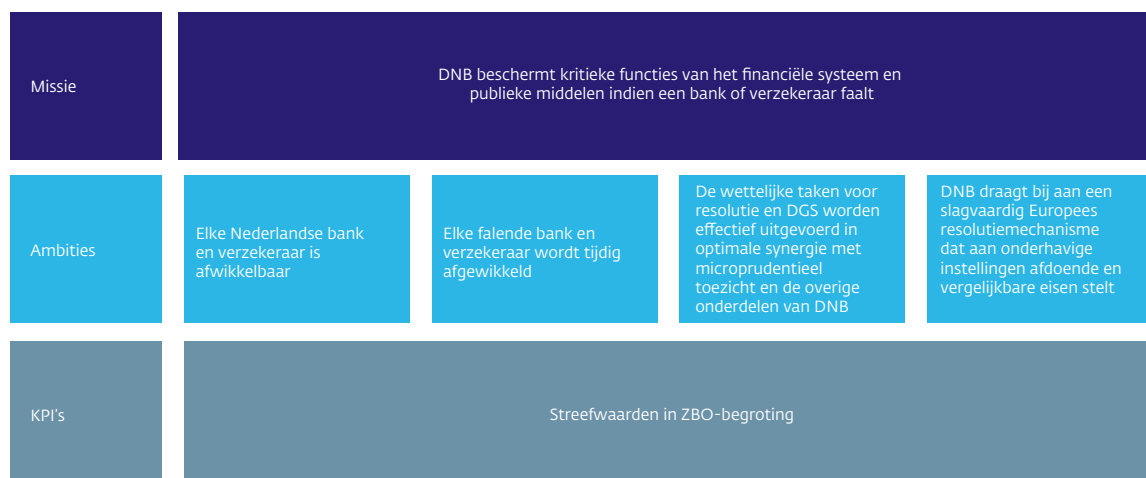 Missie
DNB beschermt kritieke functies van het financiële systeem en
publieke middelen indien een bank of verzekeraar faalt
Ambities
Elke Nederlandse bank
en verzekeraar is
afwikkelbaar
Elke falende bank en
verzekeraar wordt tijdig
afgewikkeld
De wettelijke taken voor
resolutie en DGS worden
effectief uitgevoerd in
optimale synergie met
microprudentieel
toezicht en de overige
onderdelen van DNB
DNB draagt bij aan een
slagvaardig Europees
resolutiemechanisme
dat aan onderhavige
instellingen afdoende en
vergelijkbare eisen stelt
KPI's
Streefwaarden in ZBO-begroting